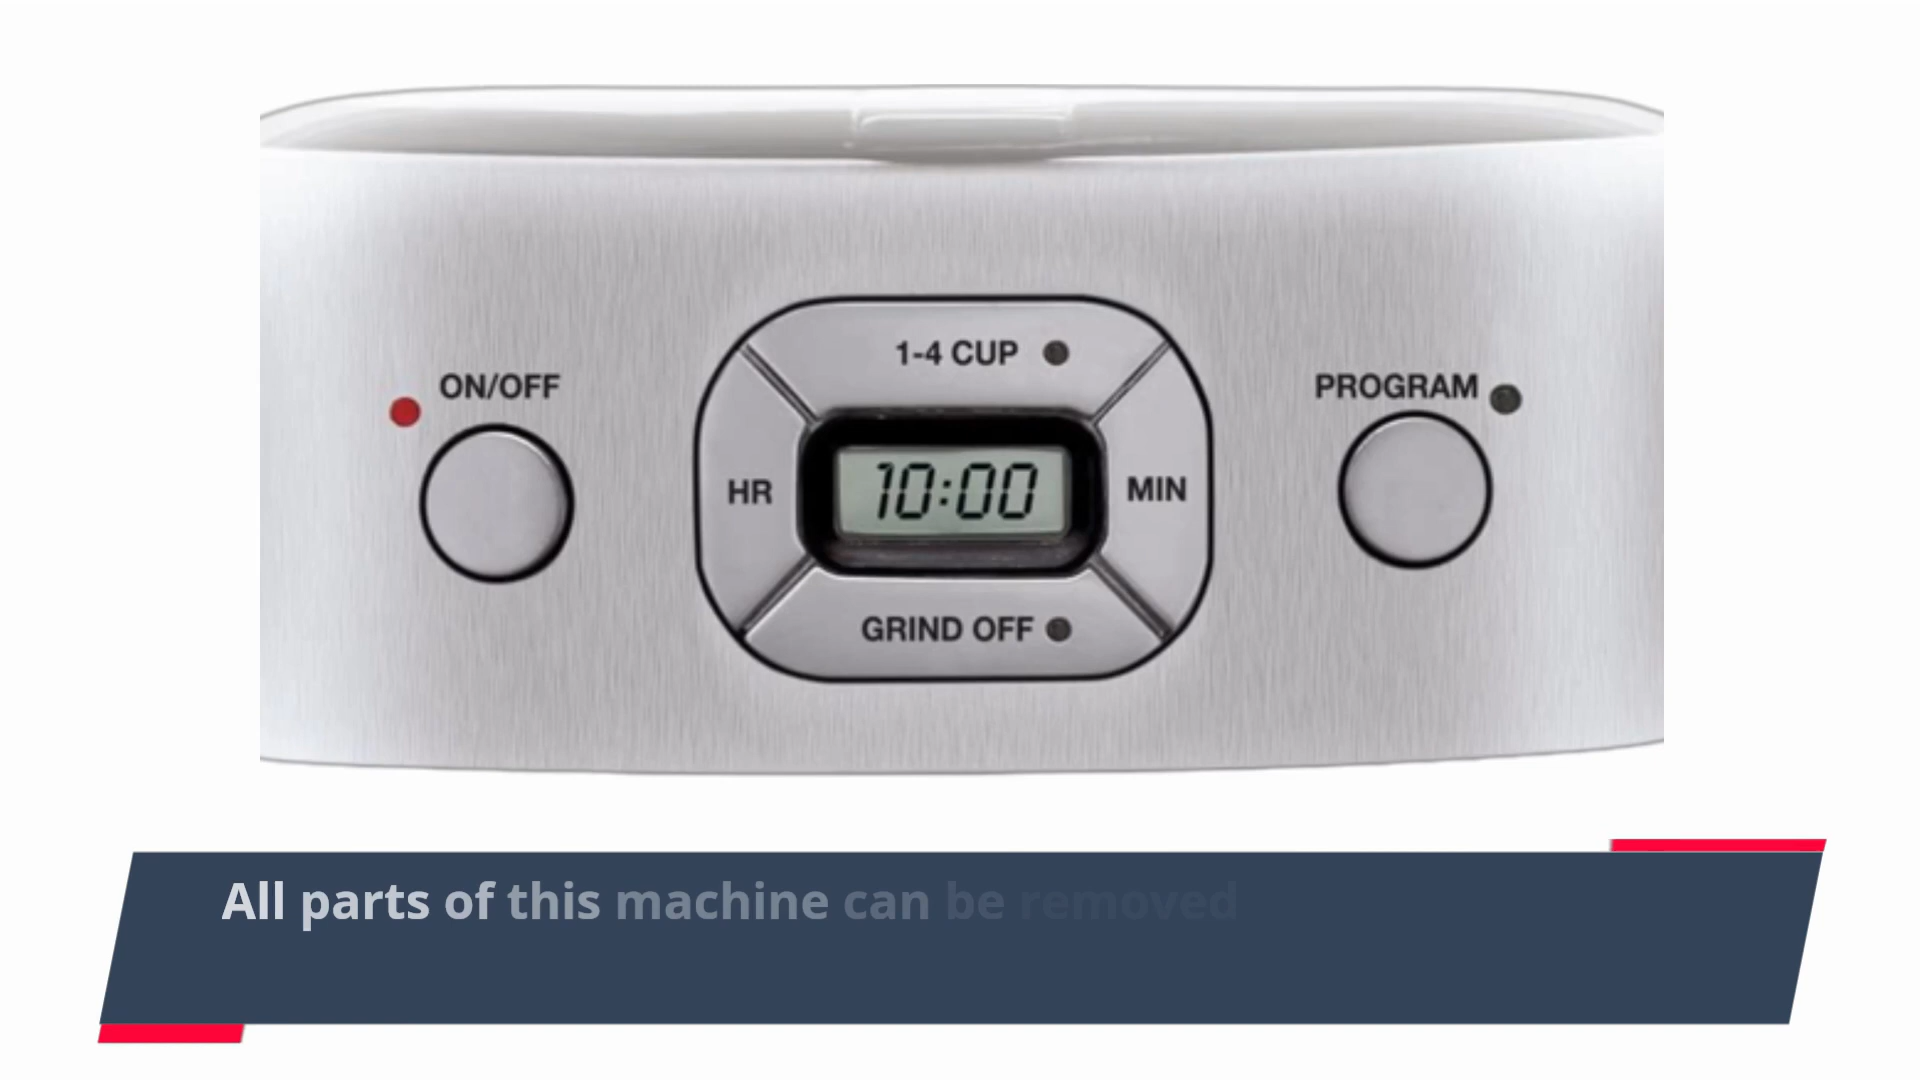 1-4 CUP
ON/OFF
PROGRAM
HR
10:00
MIN
GRIND OFF
All parts of this machine can be removed